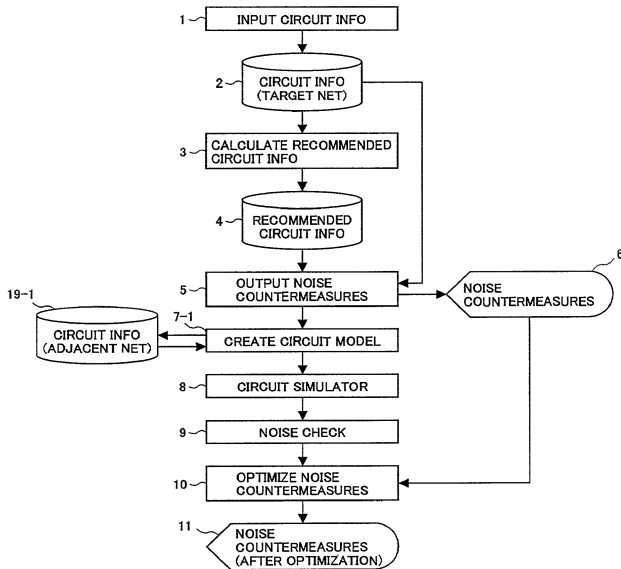 1 INPUT CIRCUIT INFO
2 CIRCUIT INFO
(TARGET NET)
3 CALCULATE RECOMMENDED
CIRCUIT INFO
4 RECOMMENDED
CIRCUIT INFO
5 OUTPUT NOISE
COUNTERMEASURES
6
NOISE
COUNTERMEASURES
19-1
CIRCUIT INFO
(ADJACENT NET)
7-1
CREATE CIRCUIT MODEL
8 CIRCUIT SIMULATOR
9 NOISE CHECK
10 OPTIMIZE NOISE
COUNTERMEASURES
11 NOISE
COUNTERMEASURES
(AFTER OPTIMIZATION)